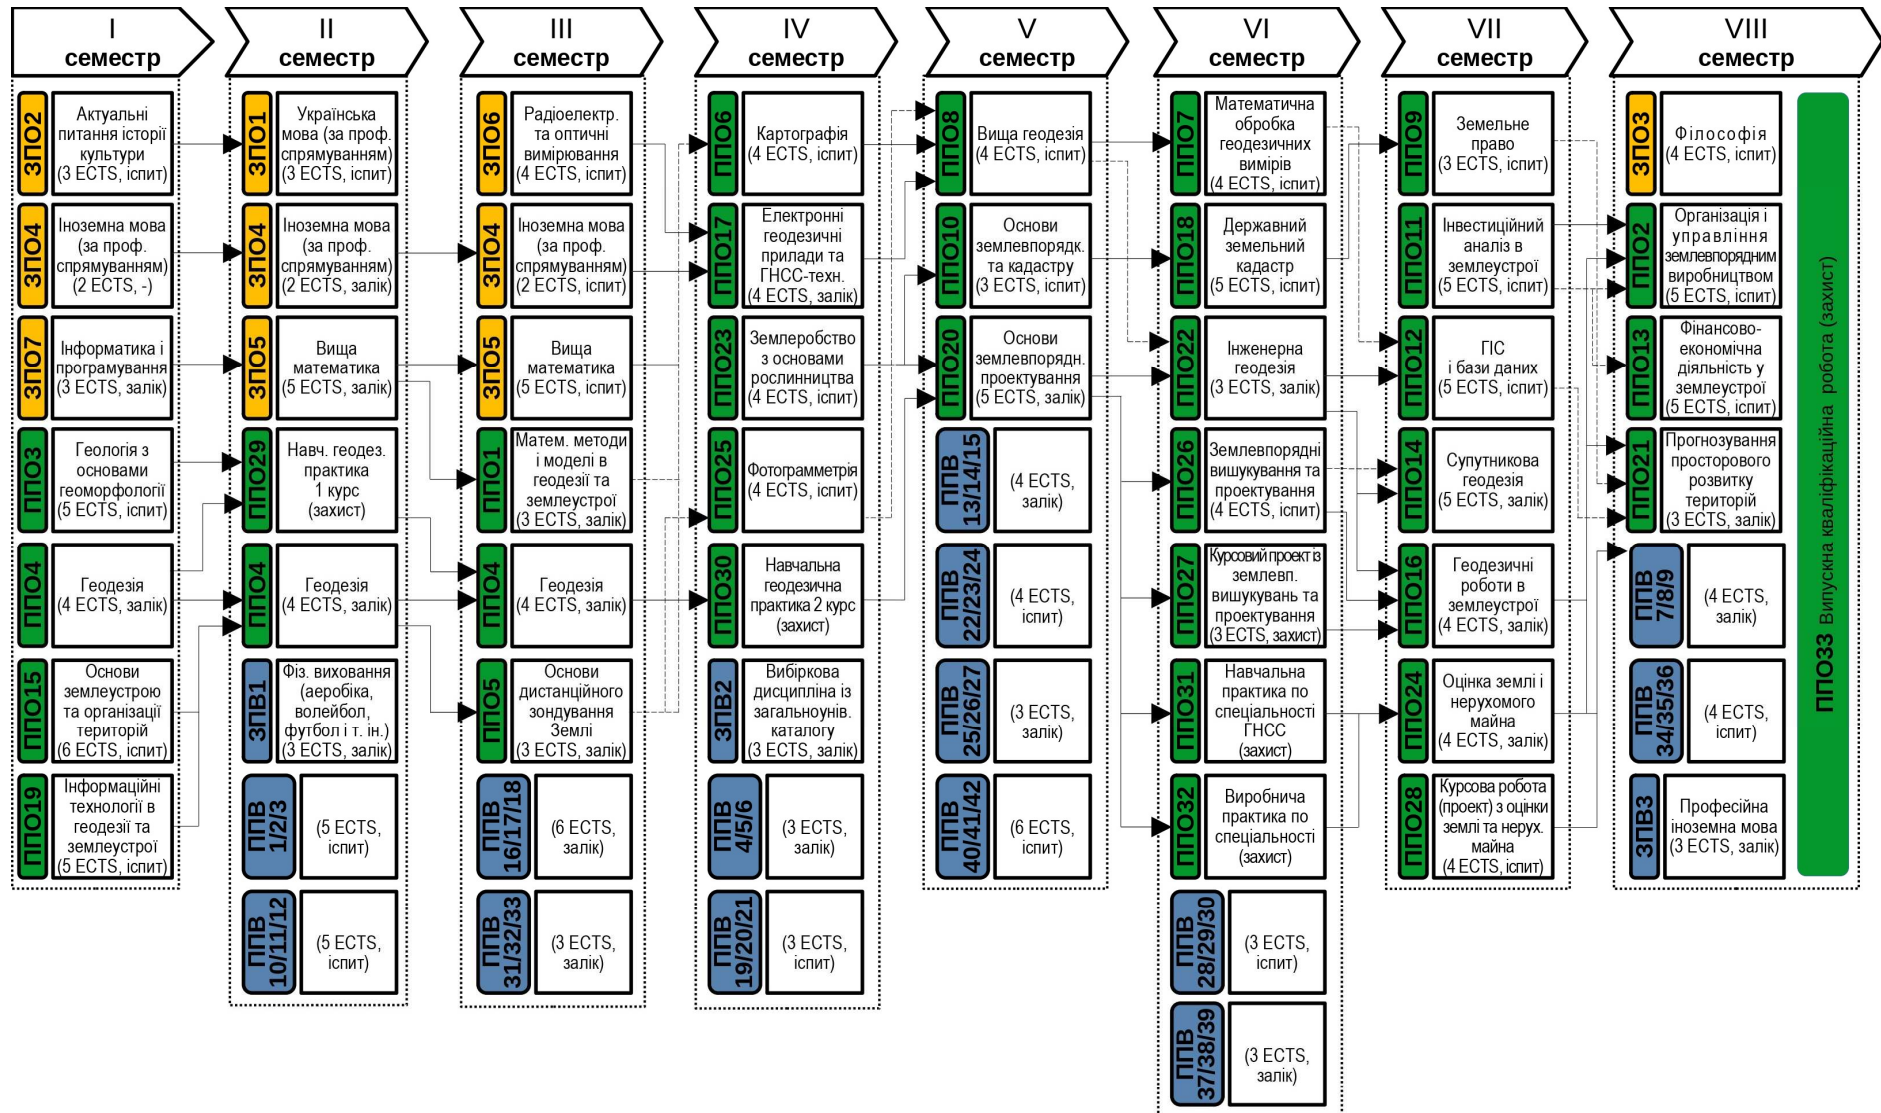 I
семестр
II
семестр
III
семестр
IV
семестр
V
семестр
VI
семестр
VII
семестр
VIII
семестр
ЗПО2
Актуальні
питання історії
культури
(3 ECTS, іспит)
ЗПО4
Іноземна мова
(за проф.
спрямуванням)
(2 ECTS, -)
ЗПО7
Інформатика і
програмування
(3 ECTS, залік)
ППО3
Геологія з
основами
геоморфології
(5 ECTS, іспит)
ППО4
Геодезія
(4 ECTS, залік)
ППО15
Основи
землеустрою
та організації
територій
(6 ECTS, іспит)
ППО19
Інформаційні
технології в
геодезії та
землеустрої
(5 ECTS, іспит)
ЗПО1
Українська
мова (за проф.
спрямуванням)
(3 ECTS, іспит)
ЗПО4
Іноземна мова
(за проф.
спрямуванням)
(2 ECTS, залік)
ЗПО5
Вища
математика
(5 ECTS, залік)
ППО29
Навч. геодез.
практика
1 курс
(захист)
ППО4
Геодезія
(4 ECTS, залік)
ЗПВ1
Фіз. виховання
(аеробіка,
волейбол,
футбол і т. ін.)
(3 ECTS, залік)
ППВ
1/2/3
(5 ECTS,
іспит)
ППВ
10/11/12
(5 ECTS,
іспит)
ЗПО6
Радіоелектр.
та оптичні
вимірювання
(4 ECTS, іспит)
ЗПО4
Іноземна мова
(за проф.
спрямуванням)
(2 ECTS, іспит)
ЗПО5
Вища
математика
(5 ECTS, іспит)
ППО1
Матем. методи
і моделі в
геодезії та
землеустрої
(3 ECTS, залік)
ППО4
Геодезія
(4 ECTS, залік)
ППО5
Основи
дистанційного
зондування
Землі
(3 ECTS, залік)
ППВ
16/17/18
(6 ECTS,
залік)
ППВ
31/32/33
(3 ECTS,
залік)
ППО6
Картографія
(4 ECTS, іспит)
ППО17
Електронні
геодезичні
прилади та
ГНСС-техн.
(4 ECTS, залік)
ППО23
Землеробство
з основами
рослинництва
(4 ECTS, іспит)
ППО25
Фотограмметрія
(4 ECTS, іспит)
ППО30
Навчальна
геодезична
практика 2 курс
(захист)
ЗПВ2
Вибіркова
дисципліна із
загальноунів.
каталогу
(3 ECTS, залік)
ППВ
4/5/6
(3 ECTS,
залік)
ППВ
19/20/21
(3 ECTS,
іспит)
ППО8
Вища геодезія
(4 ECTS, іспит)
ППО10
Основи
землевпорядк.
та кадастру
(3 ECTS, іспит)
ППО20
Основи
землевпорядн.
проектування
(5 ECTS, залік)
ППВ
13/14/15
(4 ECTS,
залік)
ППВ
22/23/24
(4 ECTS,
іспит)
ППВ
25/26/27
(3 ECTS,
залік)
ППВ
40/41/42
(6 ECTS,
іспит)
ППО7
Математична
обробка
геодезичних
вимірів
(4 ECTS, іспит)
ППО18
Державний
земельний
кадастр
(5 ECTS, іспит)
ППО22
Інженерна
геодезія
(3 ECTS, залік)
ППО26
Землевпорядні
вишукування та
проектування
(4 ECTS, іспит)
ППО27
Курсовий проект із
землевп.
вишукувань та
проектування
(3 ECTS, захист)
ППО31
Навчальна
практика по
спеціальності
ГНСС
(захист)
ППО32
Виробнича
практика по
спеціальності
(захист)
ППВ
28/29/30
(3 ECTS,
іспит)
ППВ
37/38/39
(3 ECTS,
залік)
ППО9
Земельне
право
(3 ECTS, іспит)
ППО11
Інвестиційний
аналіз в
землеустрої
(5 ECTS, іспит)
ППО12
ГІС
і бази даних
(5 ECTS, іспит)
ППО14
Супутникова
геодезія
(5 ECTS, залік)
ППО16
Геодезичні
роботи в
землеустрої
(4 ECTS, залік)
ППО24
Оцінка землі і
нерухомого
майна
(4 ECTS, залік)
ППО28
Курсова робота
(проект) з оцінки
землі та нерух.
майна
(4 ECTS, іспит)
ЗПО3
Філософія
(4 ECTS, іспит)
ППО2
Організація і
управління
землевпорядним
виробництвом
(5 ECTS, іспит)
ППО13
Фінансово-
економічна
діяльність у
землеустрої
(5 ECTS, іспит)
ППО21
Прогнозування
просторового
розвитку
територій
(3 ECTS, залік)
ППВ
7/8/9
(4 ECTS,
залік)
ППВ
34/35/36
(4 ECTS,
іспит)
ЗПВ3
Професійна
іноземна мова
(3 ECTS, залік)
ППО33 Випускна кваліфікаційна робота (захист)